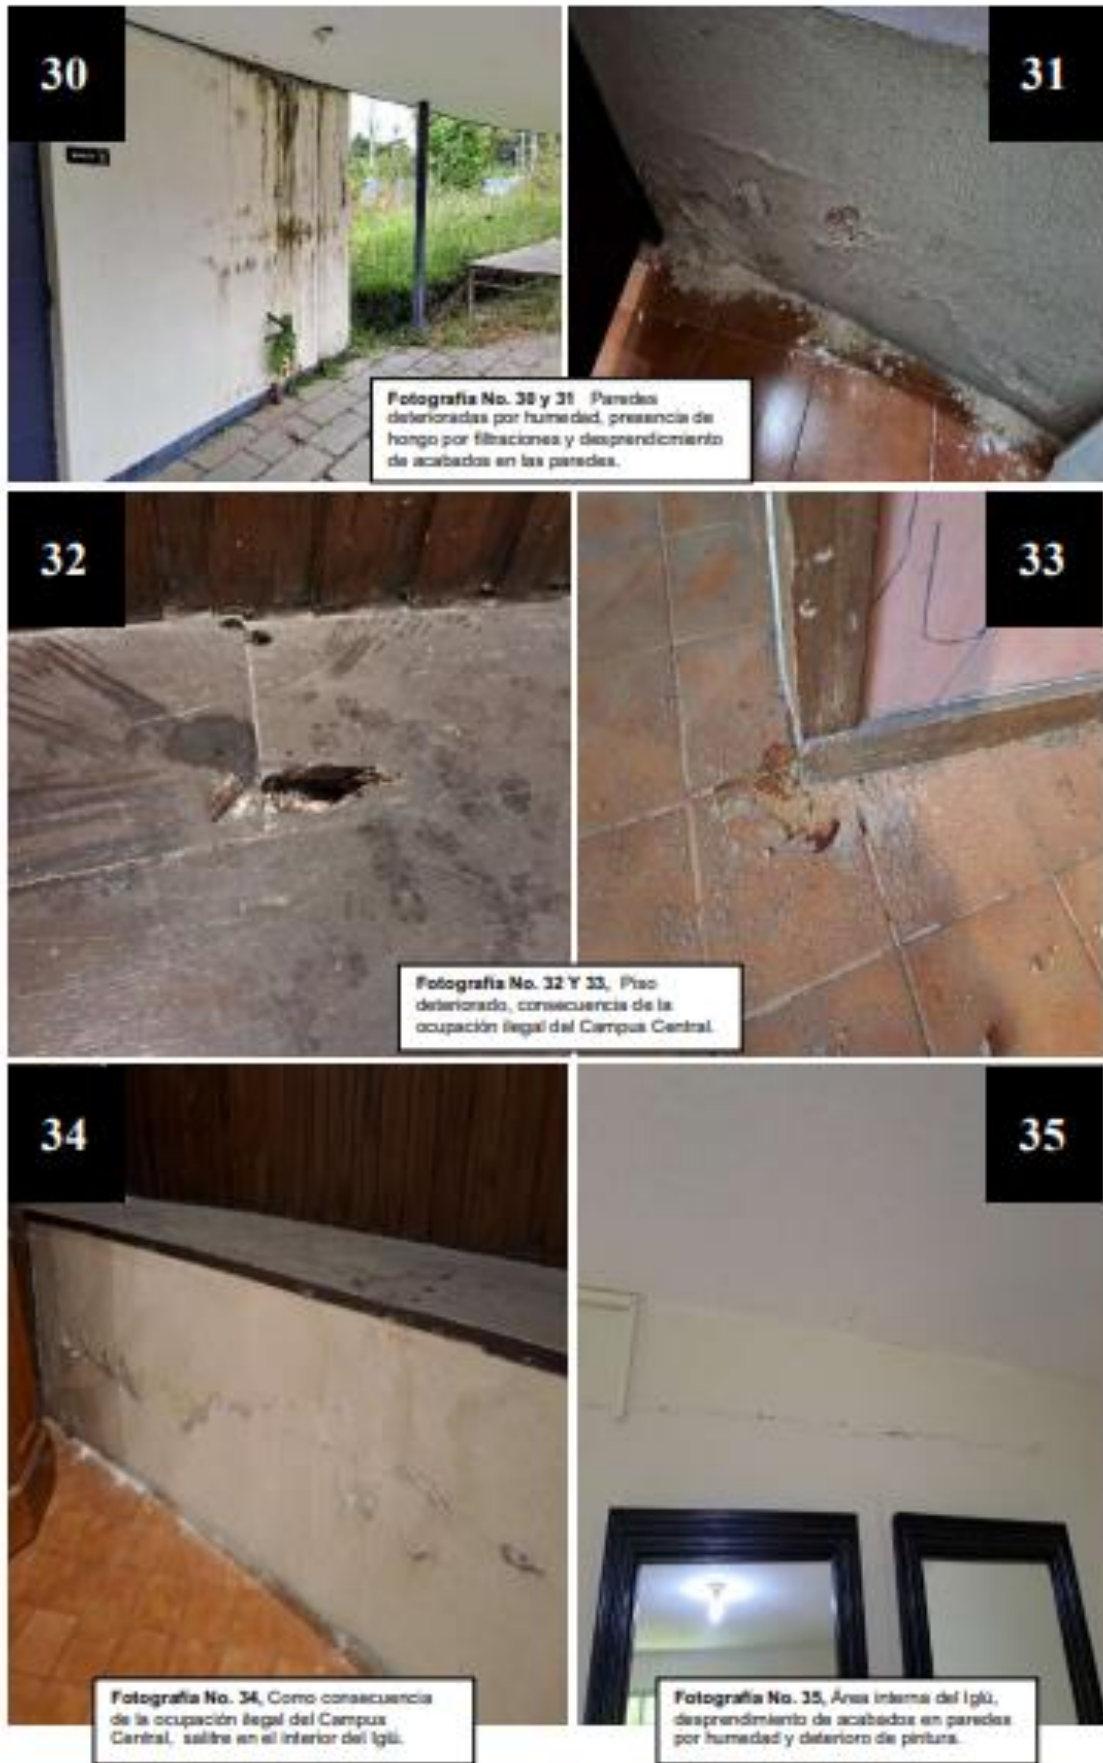 30
31
Fotografía No. 30 y 31 Paredes
deterioradas por humedad, presencia de
hongo por filtraciones y desprendicmiento
de acabados en las paredes.
32
33
Fotografía No. 32 Y 33, Piso
deteriorado, consecuencia de la
ocupación ilegal del Campus Central.
34
35
Fotografía No. 34, Como consecuencia
de la ocupación ilegal del Campus
Central, salitre en el interior del Iglú.
Fotografía No. 35, Área interna del Iglú,
desprendimiento de acabados en paredes
por humedad y deterioro de pintura.